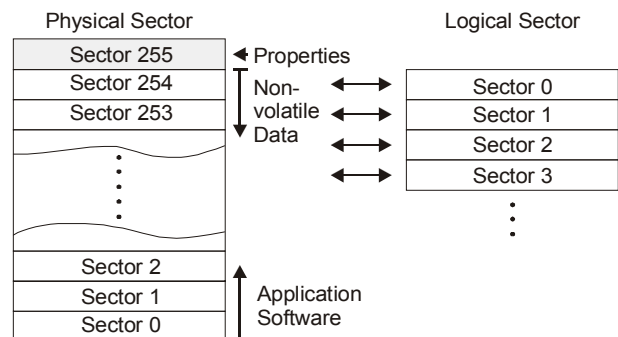 Physical Sector
Logical Sector
Sector 255
Properties
Sector 254
Non-
volatile
Data
Sector 253
Sector 0
Sector 1
Sector 2
Sector 3
Sector 2
Sector 1
Sector 0
Application
Software